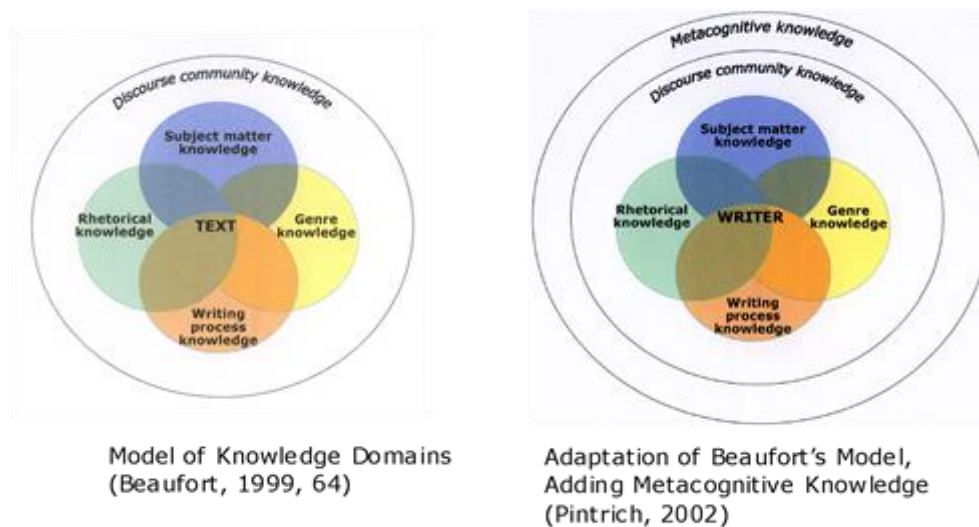 Discourse community knowledge
Subject matter
knowledge
Rhetorical
knowledge
TEXT
Genre
knowledge
Writing
process
knowledge
Model of Knowledge Domains
(Beaufort, 1999, 64)
Metacognitive knowledge
Discourse community knowledge
Subject matter
knowledge
Rhetorical
knowledge
WRITER
Genre
knowledge
Writing
process
knowledge
Adaptation of Beaufort's Model,
Adding Metacognitive Knowledge
(Pintrich, 2002)